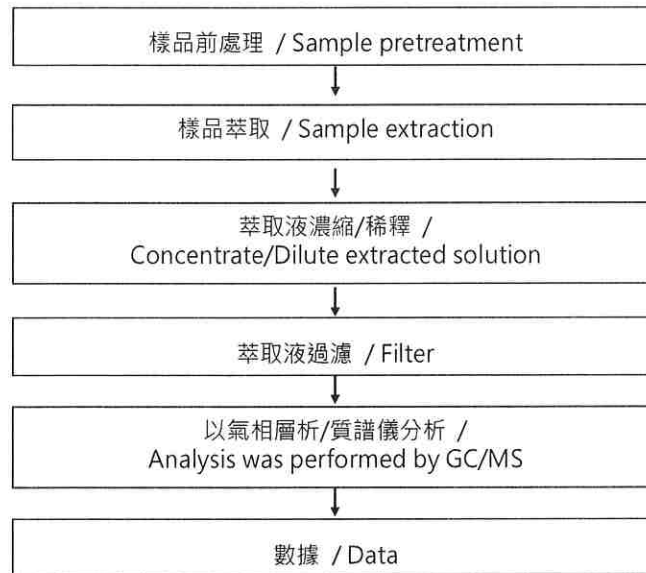 樣品前處理 / Sample pretreatment
樣品萃取 / Sample extraction
萃取液濃縮/稀釋 /
Concentrate/Dilute extracted solution
萃取液過濾 / Filter
以氣相層析/質譜儀分析 /
Analysis was performed by GC/MS
數據 / Data